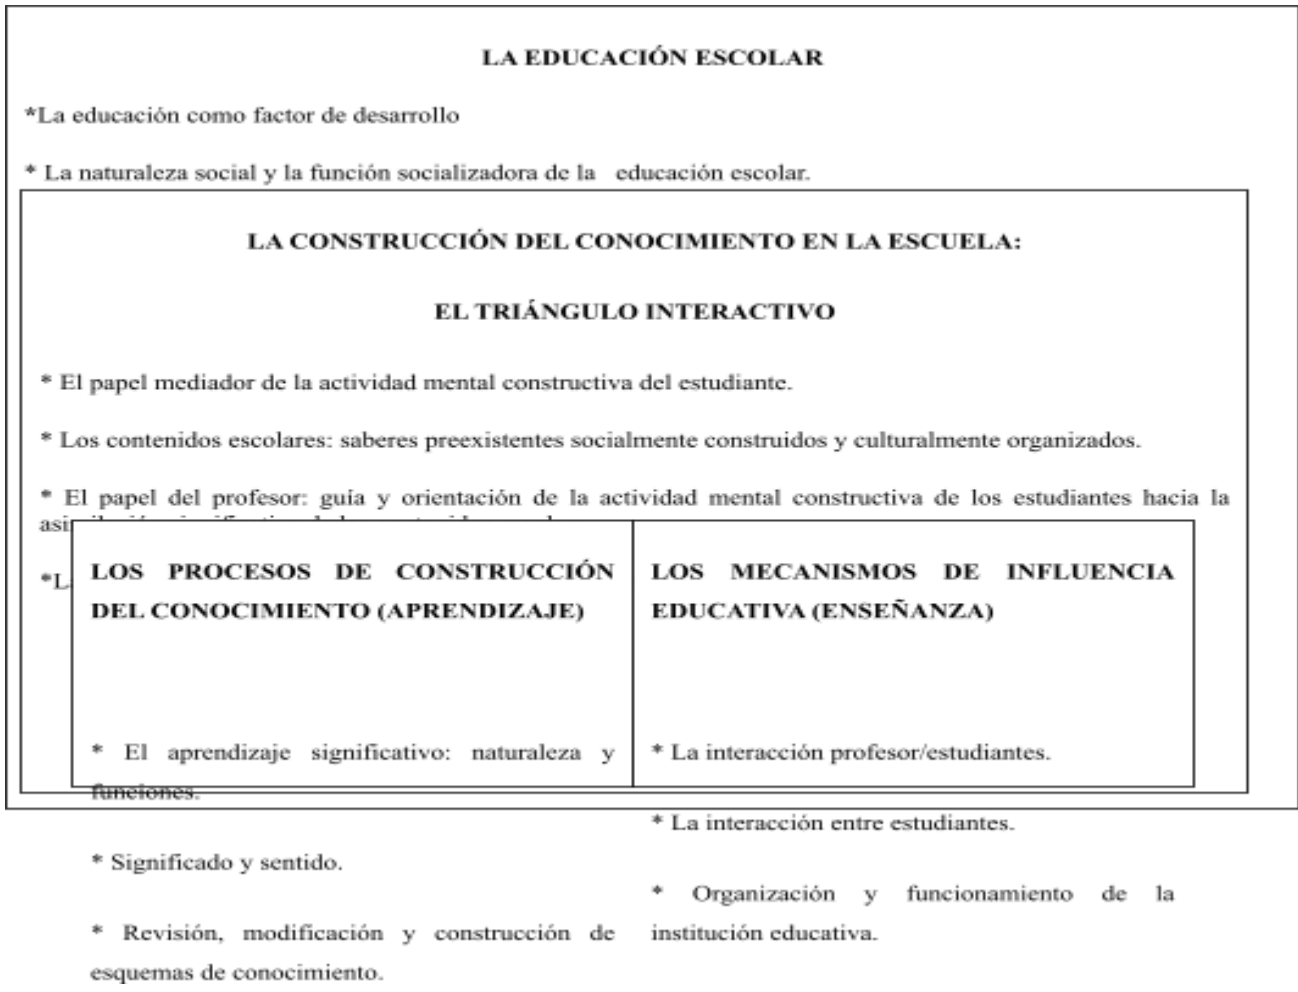 LA EDUCACIÓN ESCOLAR
*La educación como factor de desarrollo
* La naturaleza social y la función socializadora de la educación escolar.
LA CONSTRUCCIÓN DEL CONOCIMIENTO EN LA ESCUELA:
EL TRIÁNGULO INTERACTIVO
* El papel mediador de la actividad mental constructiva del estudiante.
* Los contenidos escolares: saberes preexistentes socialmente construidos y culturalmente organizados.
* El papel del profesor: guía y orientación de la actividad mental constructiva de los estudiantes hacia la
LOS PROCESOS DE CONSTRUCCIÓN
DEL CONOCIMIENTO (APRENDIZAJE)
* El aprendizaje significativo: naturaleza y
funciones.
* Significado y sentido.
* Revisión, modificación y construcción de
esquemas de conocimiento.
LOS MECANISMOS DE INFLUENCIA
EDUCATIVA (ENSEÑANZA)
* La interacción profesor/estudiantes.
* La interacción entre estudiantes.
* Organización y funcionamiento de la
institución educativa.